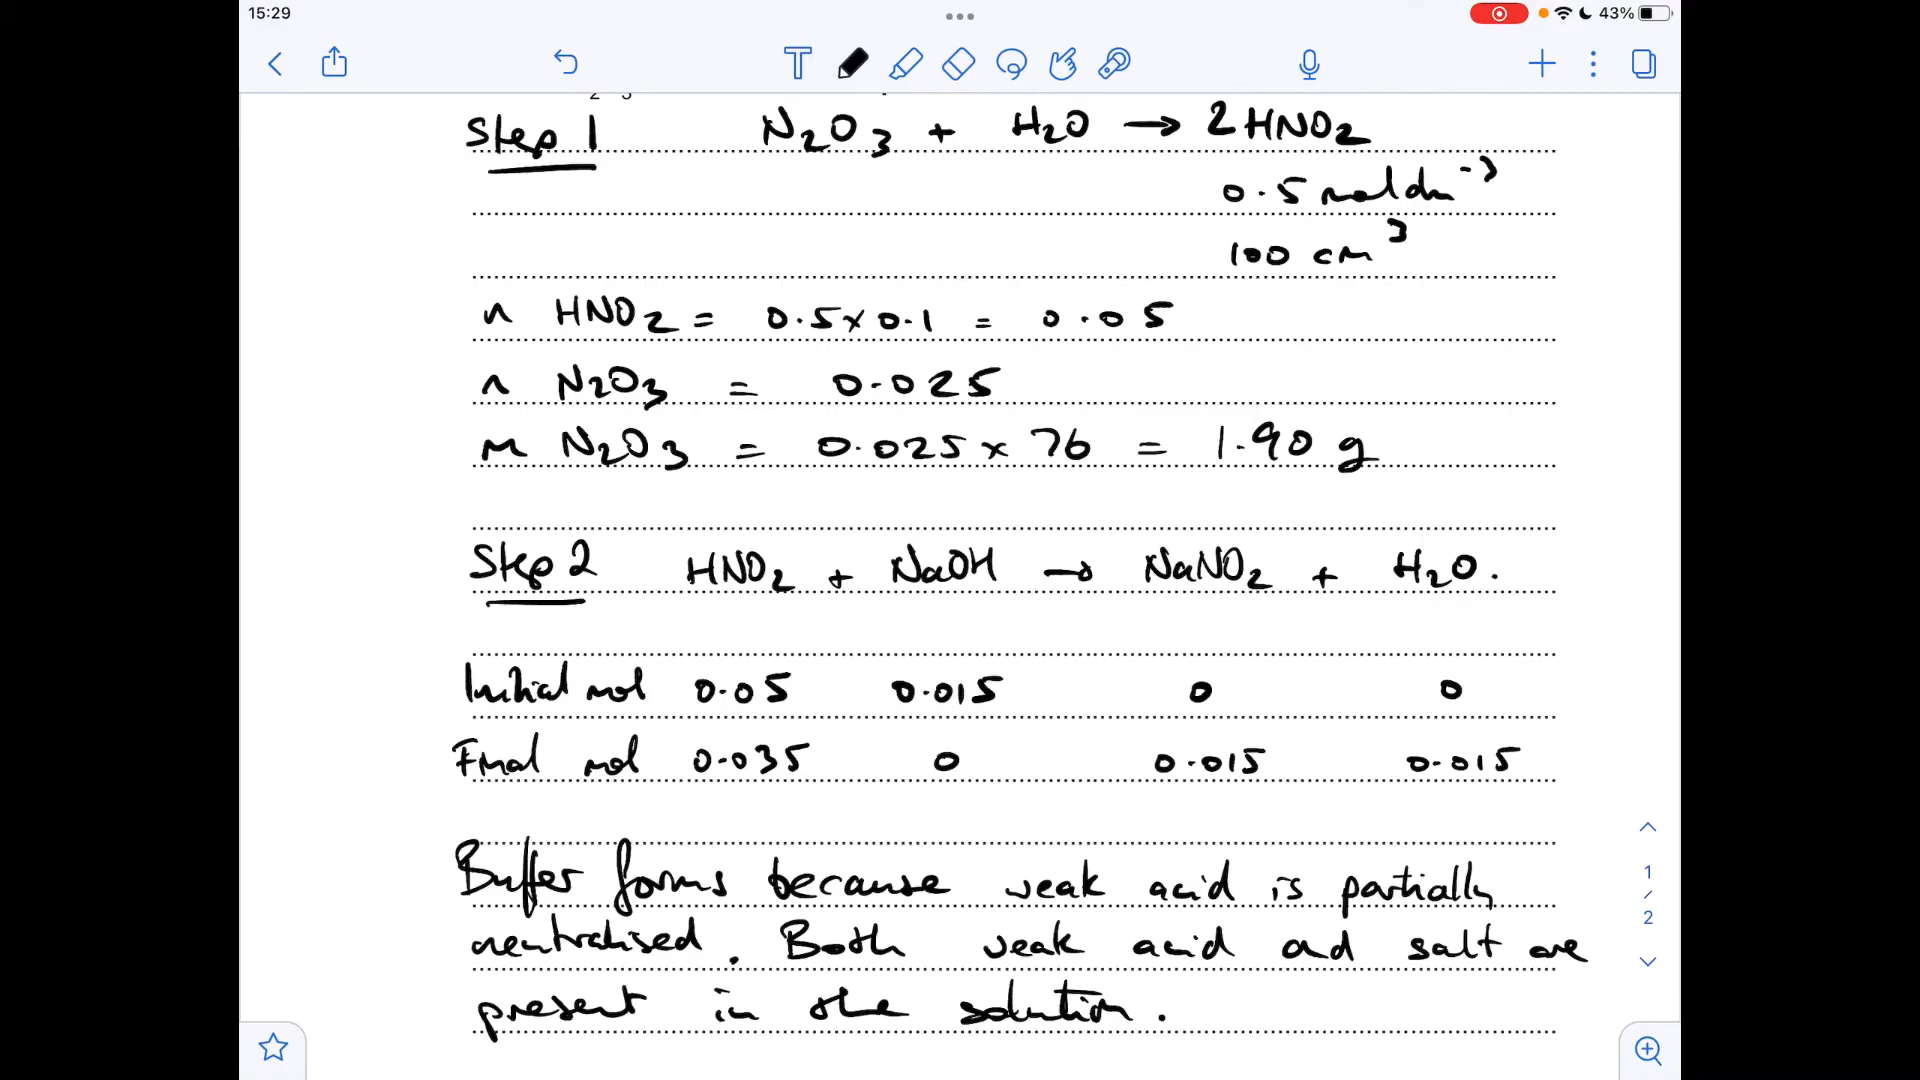 15:29
43%
Step 1 N₂O₃ + H₂O → 2HNO₂
0.5 mol dm⁻³
100 cm³
n HNO₂ = 0.5 × 0.1 = 0.05
n N₂O₃ = 0.025
m N₂O₃ = 0.025 × 76 = 1.90 g
Step 2 HNO₂ + NaOH → NaNO₂ + H₂O.
Initial mol 0.05 0.015 0 0
Final mol 0.035 0 0.015 0.015
Buffer forms because weak acid is partially
neutralised. Both weak acid and salt are
present in the solution.
1
/
2